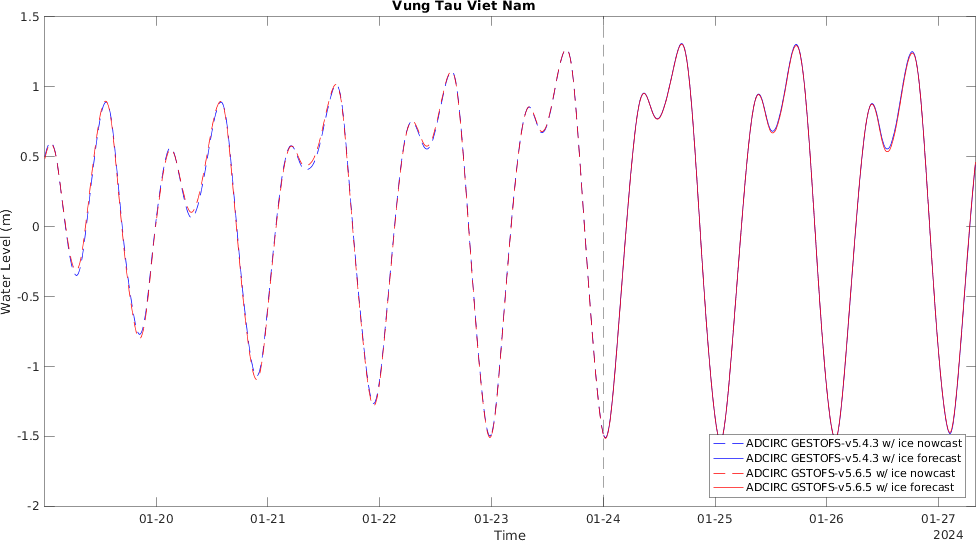 Vung Tau Viet Nam
1.5
1
0.5
0
-0.5
-1
-1.5
-2
Water Level (m)
01-20 01-21 01-22 01-23 01-24 01-25 01-26 01-27
2024
Time
ADCIRC GESTOFS-v5.4.3 w/ ice nowcast
ADCIRC GESTOFS-v5.4.3 w/ ice forecast
ADCIRC GSTOFS-v5.6.5 w/ ice nowcast
ADCIRC GSTOFS-v5.6.5 w/ ice forecast